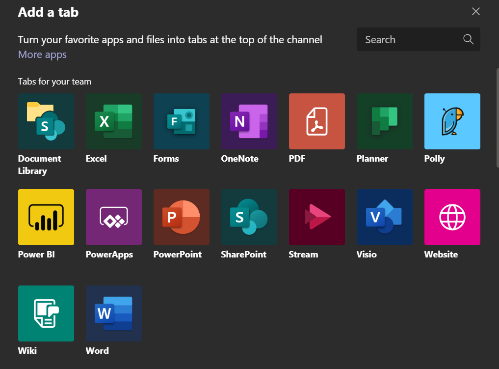 Add a tab
Turn your favorite apps and files into tabs at the top of the channel
Search
More apps
Tabs for your team
Document Library
Excel
Forms
OneNote
PDF
Planner
Polly
Power BI
PowerApps
PowerPoint
SharePoint
Stream
Visio
Website
Wiki
Word